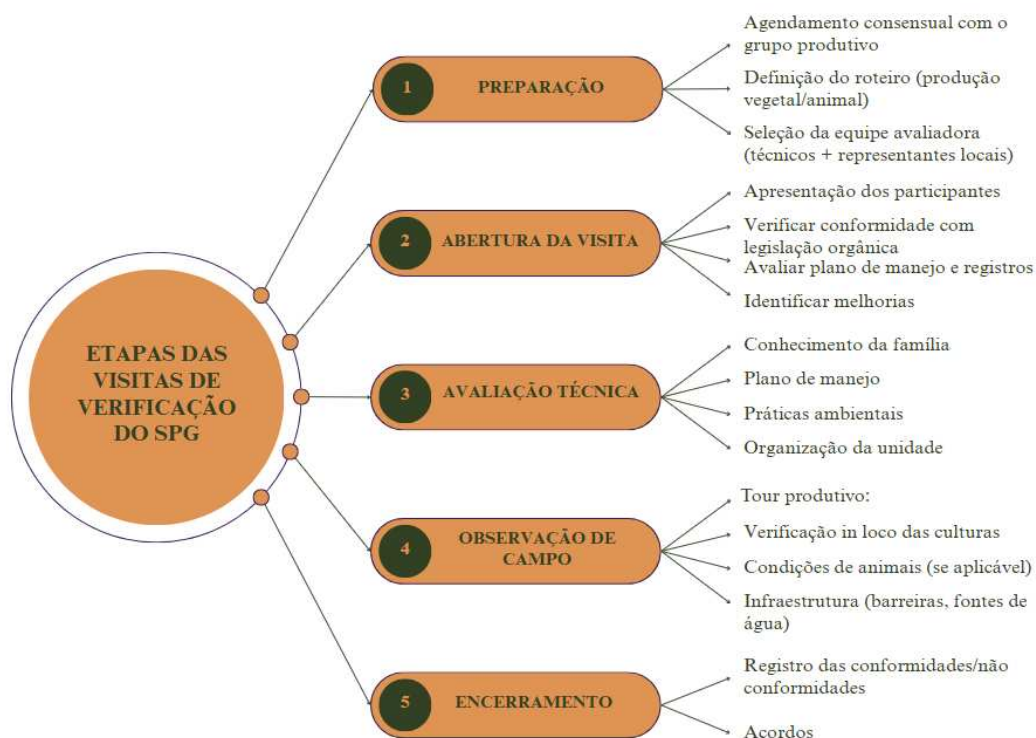 ETAPAS DAS
VISITAS DE
VERIFICAÇÃO
DO SPG
1
PREPARAÇÃO
Agendamento consensual com o
grupo produtivo
Definição do roteiro (produção
vegetal/animal)
Seleção da equipe avaliadora
(técnicos + representantes locais)
2
ABERTURA DA VISITA
Apresentação dos participantes
Verificar conformidade com
legislação orgânica
Avaliar plano de manejo e registros
Identificar melhorias
3
AVALIAÇÃO TÉCNICA
Conhecimento da família
Plano de manejo
Práticas ambientais
Organização da unidade
4
OBSERVAÇÃO DE
CAMPO
Tour produtivo:
Verificação in loco das culturas
Condições de animais (se aplicável)
Infraestrutura (barreiras, fontes de
água)
5
ENCERRAMENTO
Registro das conformidades/não
conformidades
Acordos